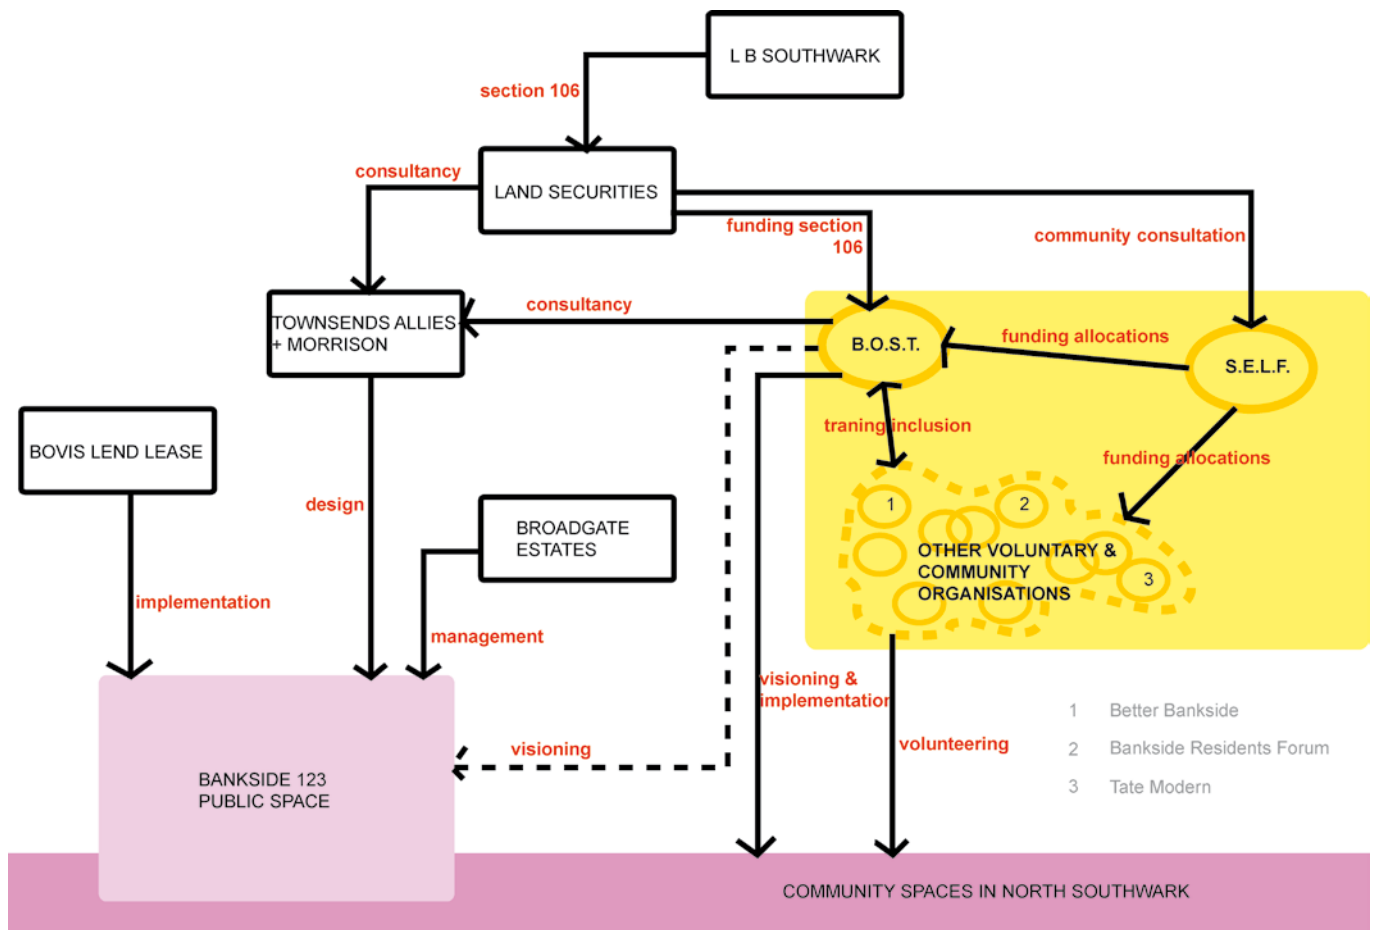 L B SOUTHWARK
section 106
LAND SECURITIES
consultancy
funding section
106
community consultation
TOWNSENDS ALLIES
+ MORRISON
consultancy
B.O.S.T.
funding allocations
S.E.L.F.
traning inclusion
funding allocations
BOVIS LEND LEASE
design
BROADGATE
ESTATES
1
2
3
OTHER VOLUNTARY &
COMMUNITY
ORGANISATIONS
implementation
management
visioning &
implementation
visioning
volunteering
1 Better Bankside
2 Bankside Residents Forum
3 Tate Modern
BANKSIDE 123
PUBLIC SPACE
COMMUNITY SPACES IN NORTH SOUTHWARK